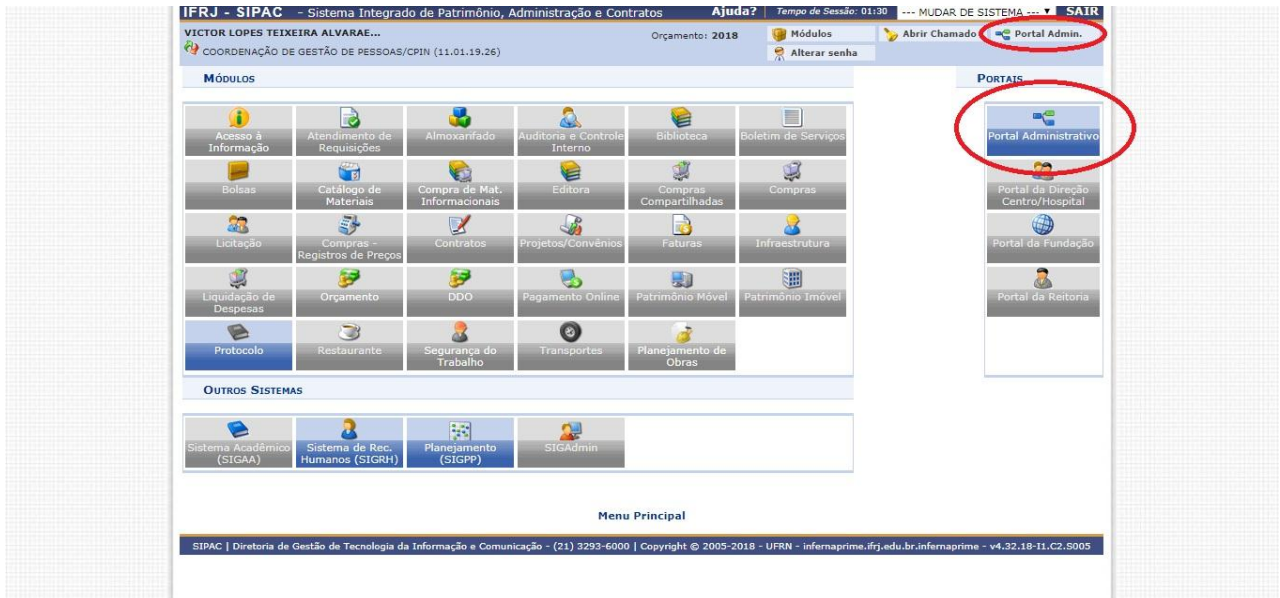 IFRJ - SIPAC - Sistema Integrado de Patrimônio, Administração e Contratos Ajuda? Tempo de Sessão: 01:30 --- MUDAR DE SISTEMA --- SAIR
VICTOR LOPES TEIXEIRA ALVARAE... Orçamento: 2018 Módulos Abrir Chamado Portal Admin.
COORDENAÇÃO DE GESTÃO DE PESSOAS/CPIN (11.01.19.26) Alterar senha
MÓDULOS PORTAIS
Acesso à Informação
Atendimento de Requisições
Almoxarifado
Auditoria e Controle Interno
Biblioteca
Boletim de Serviços
Portal Administrativo
Bolsas
Catálogo de Materiais
Compra de Mat. Informacionais
Editora
Compras Compartilhadas
Compras
Portal da Direção Centro/Hospital
Licitação
Compras - Registros de Preços
Contratos
Projetos/Convênios
Faturas
Infraestrutura
Portal da Fundação
Liquidação de Despesas
Orçamento
DDO
Pagamento Online
Patrimônio Móvel
Patrimônio Imóvel
Portal da Reitoria
Protocolo
Restaurante
Segurança do Trabalho
Transportes
Planejamento de Obras
OUTROS SISTEMAS
Sistema Acadêmico (SIGAA)
Sistema de Rec. Humanos (SIGRH)
Planejamento (SIGPP)
SIGAdmin
Menu Principal
SIPAC | Diretoria de Gestão de Tecnologia da Informação e Comunicação - (21) 3293-6000 | Copyright © 2005-2018 - UFRN - infernaprime.ifrj.edu.br.infernaprime - v4.32.18-I1.C2.S005